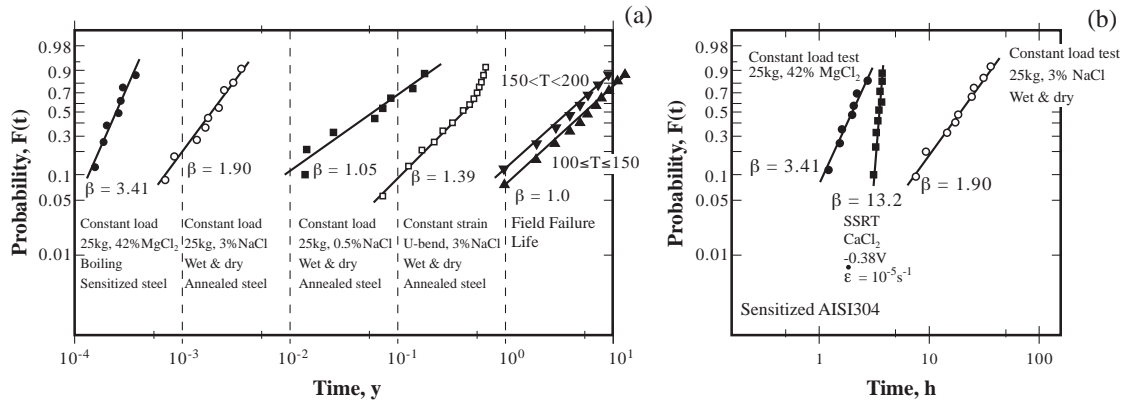 (a)
Probability, F(t)
0.98
0.9
0.7
0.5
0.3
0.1
0.05
0.01
β = 3.41
β = 1.90
β = 1.05
β = 1.39
β = 1.0
150<T<200
100≤T≤150
Constant load
25kg, 42%MgCl2
Boiling
Sensitized steel
Constant load
25kg, 3%NaCl
Wet & dry
Annealed steel
Constant load
25kg, 0.5%NaCl
Wet & dry
Annealed steel
Constant strain
U-bend, 3%NaCl
Wet & dry
Annealed steel
Field Failure
Life
10-4
10-3
10-2
10-1
100
101
Time, y
(b)
Probability, F(t)
0.98
0.9
0.7
0.5
0.3
0.1
0.05
0.01
Constant load test
25kg, 42% MgCl2
Constant load test
25kg, 3% NaCl
Wet & dry
β = 3.41
β = 13.2
β = 1.90
SSRT
CaCl2
-0.38V
ε̇ = 10-5s-1
Sensitized AISI304
1
10
100
Time, h